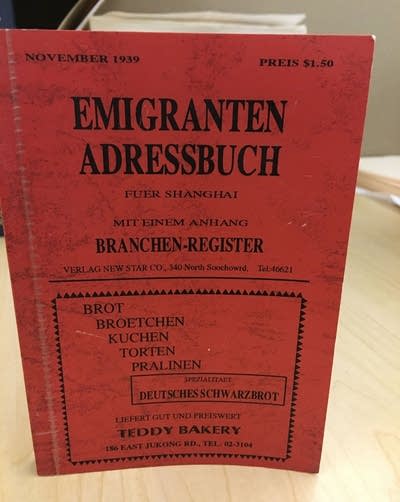 NOVEMBER 1939 PREIS $1.50
EMIGRANTEN
ADRESSBUCH
FUER SHANGHAI
MIT EINEM ANHANG
BRANCHEN-REGISTER
VERLAG NEW STAR CO., 340 North Soochowrd. Tel:46621
BROT
BROETCHEN
KUCHEN
TORTEN
PRALINEN
SPEZIALITAET
DEUTSCHES SCHWARZBROT
LIEFERT GUT UND PREISWERT
TEDDY BAKERY
186 EAST JUKONG RD., TEL. 02-3104